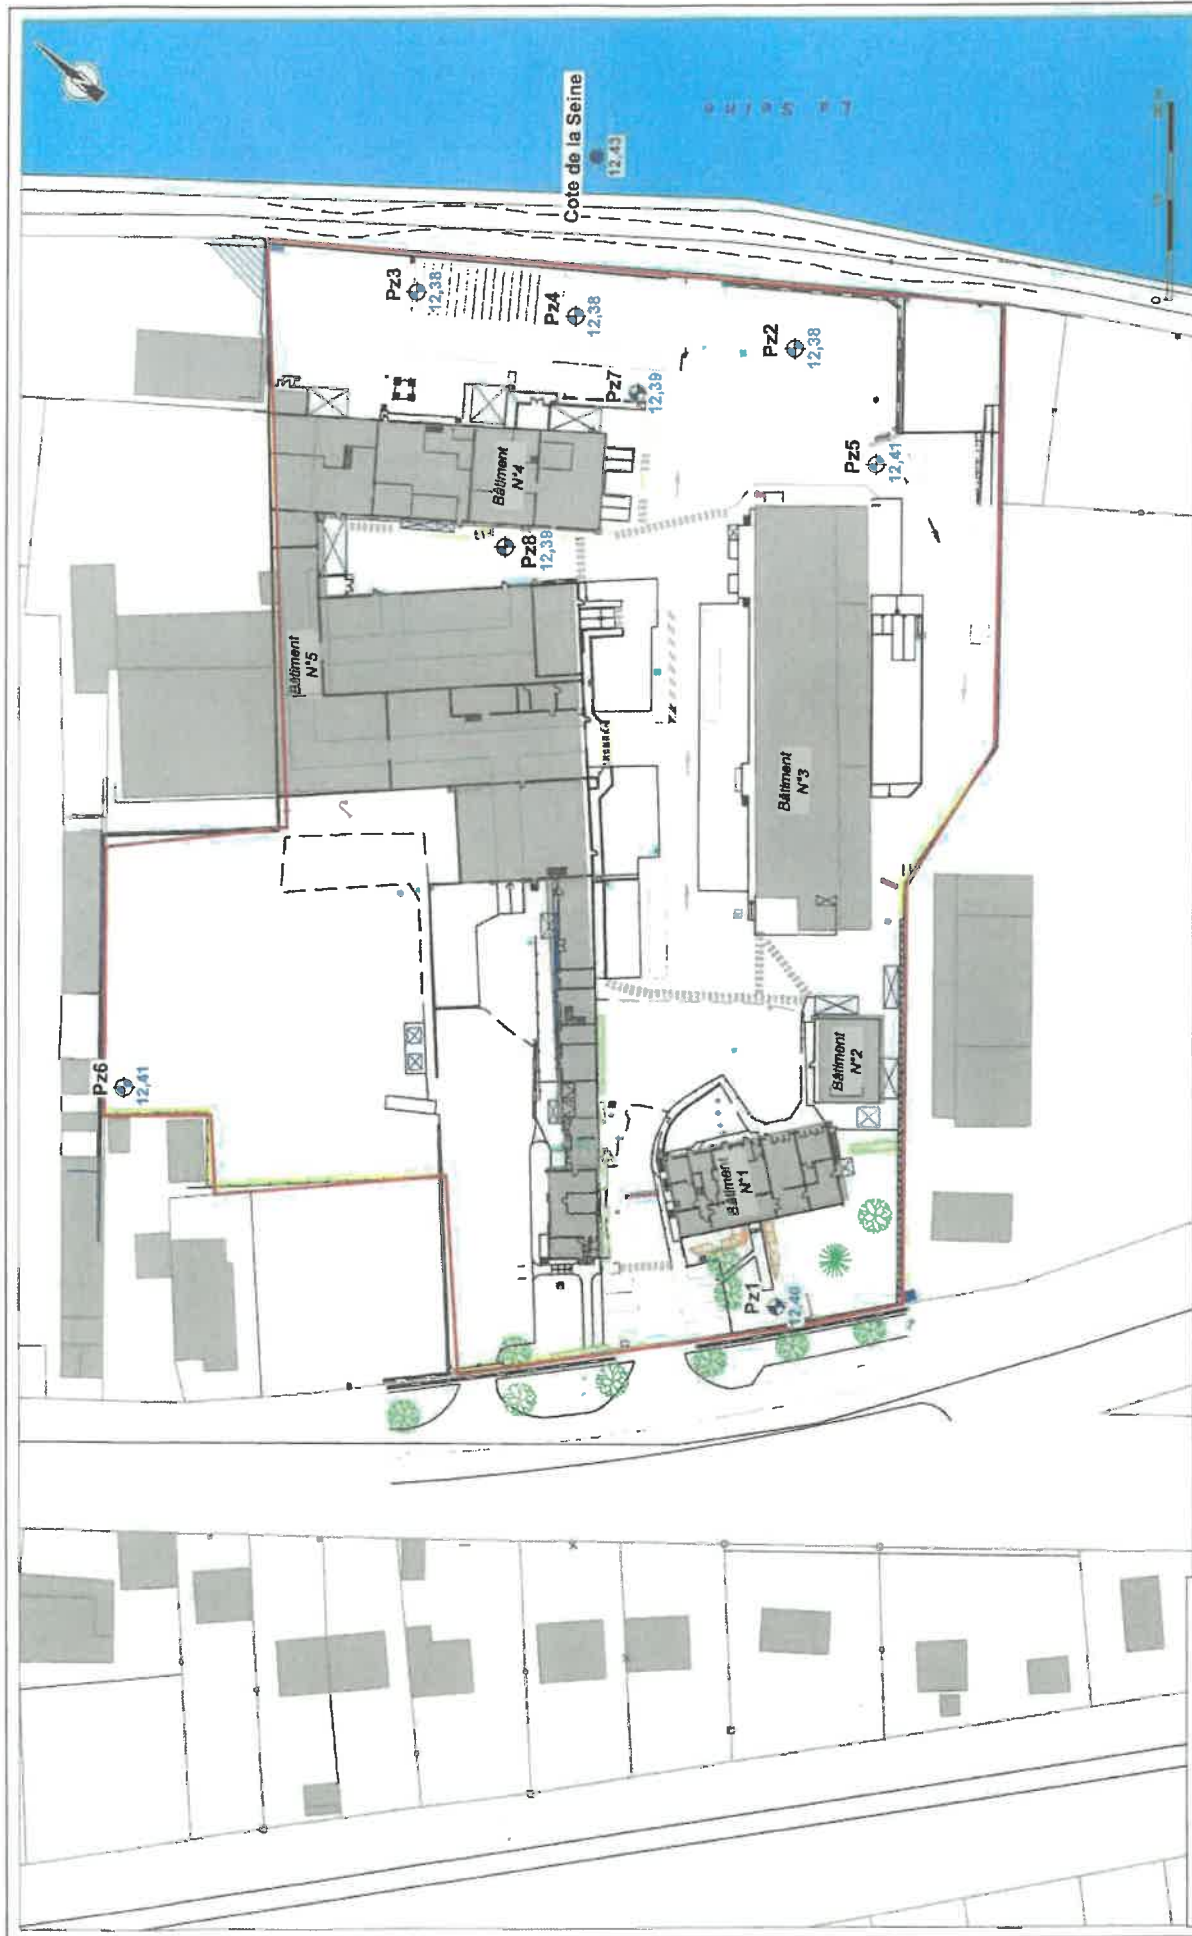 La Seine
Cote de la Seine
12,43
Pz3
12,38
Pz4
12,38
Pz2
12,38
Pz7
12,39
Pz5
12,41
Pz8
12,39
Bâtiment
N°4
Bâtiment
N°5
Bâtiment
N°3
Pz6
12,41
Bâtiment
N°2
Bâtiment
N°1
Pz1
12,40
0